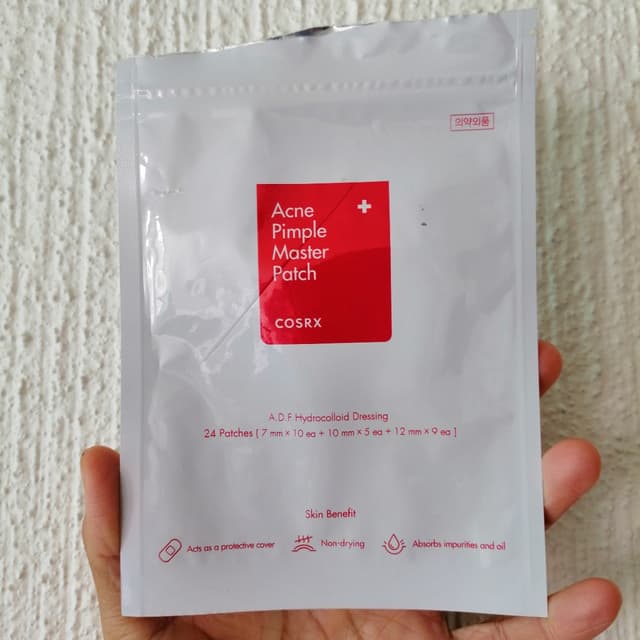 의약외품
Acne
Pimple
Master
Patch
COSRX
A.D.F. Hydrocolloid Dressing
24 Patches [ 7 mm × 10 ea + 10 mm × 5 ea + 12 mm × 9 ea ]
Skin Benefit
Acts as a protective cover
Non-drying
Absorbs impurities and oil